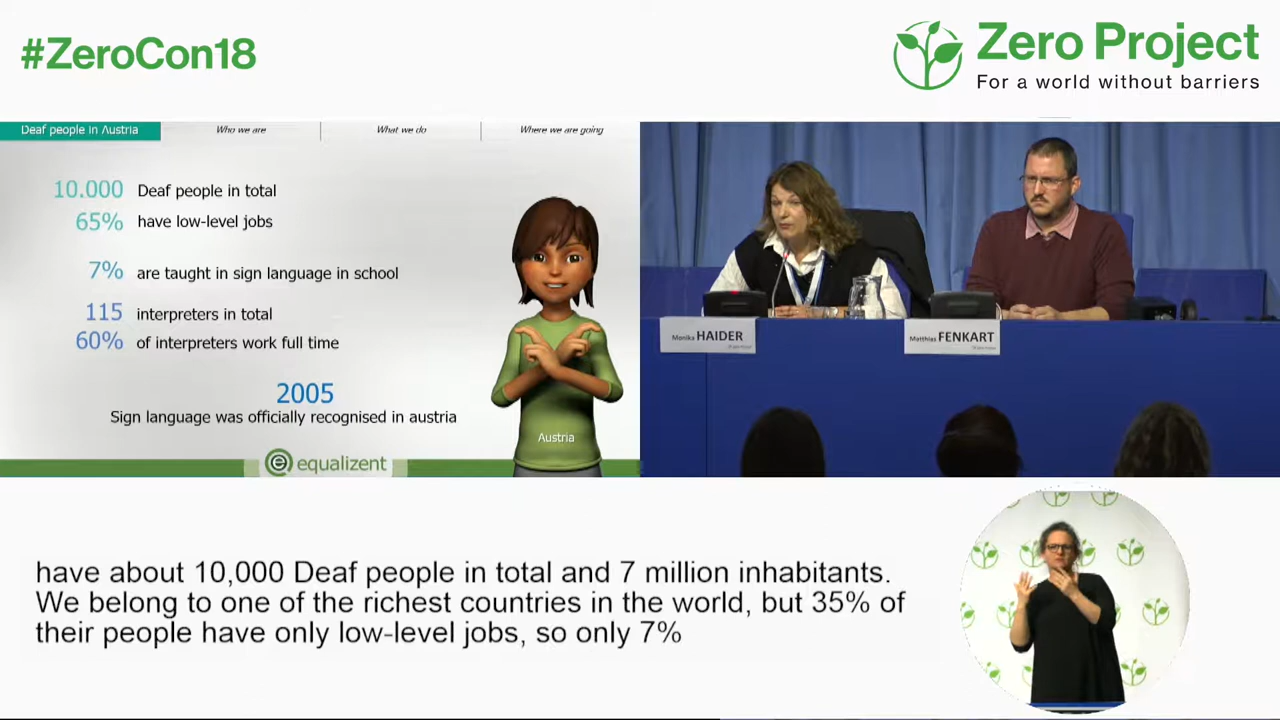 #ZeroCon18
Zero Project
For a world without barriers
Deaf people in Austria
Who we are
What we do
Where we are going
10.000 Deaf people in total
65% have low-level jobs
7% are taught in sign language in school
115 interpreters in total
60% of interpreters work full time
2005
Sign language was officially recognised in austria
Austria
equalizent
Monika HAIDER
Matthias FENKART
have about 10,000 Deaf people in total and 7 million inhabitants.
We belong to one of the richest countries in the world, but 35% of
their people have only low-level jobs, so only 7%